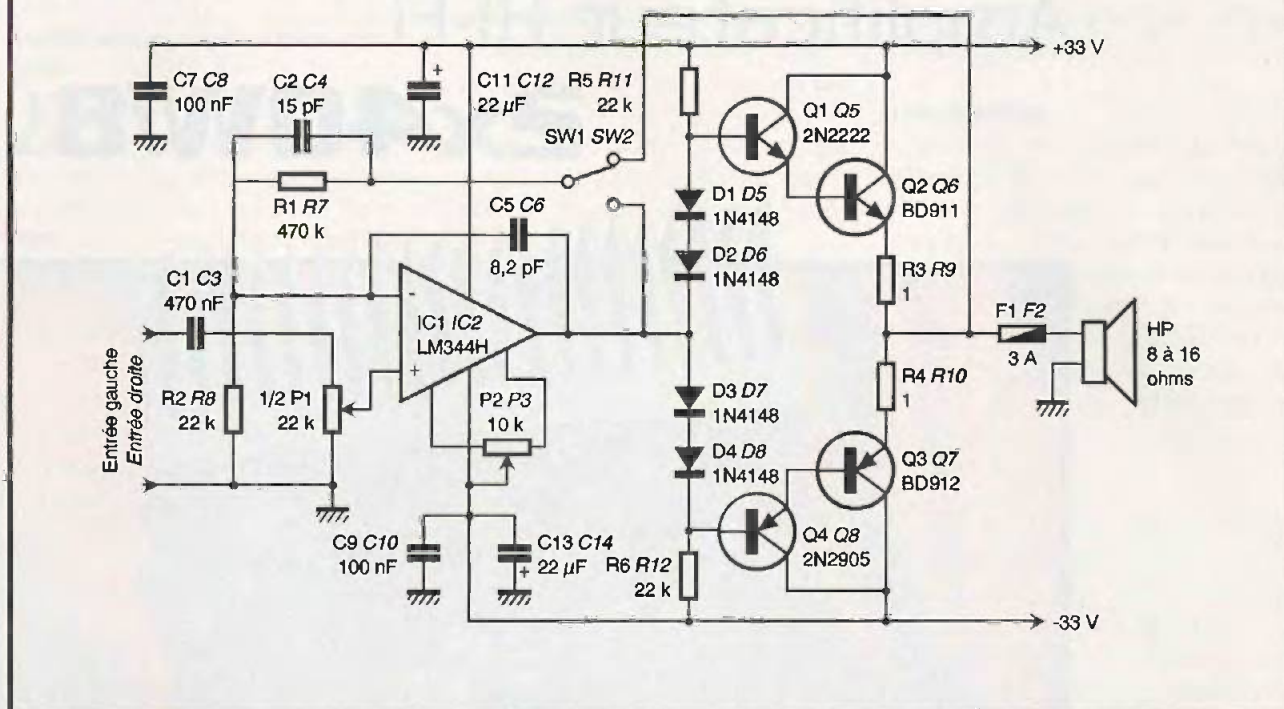 +33 V
C7 C8
100 nF
C2 C4
15 pF
+
C11 C12
22 µF
R5 R11
22 k
SW1 SW2
Q1 Q5
2N2222
Q2 Q6
BD911
R1 R7
470 k
D1 D5
1N4148
C5 C6
8,2 pF
D2 D6
1N4148
R3 R9
1
C1 C3
470 nF
-
IC1 IC2
LM344H
+
F1 F2
3 A
HP
8 à 16
ohms
Entrée gauche
Entrée droite
R2 R8
22 k
1/2 P1
22 k
P2 P3
10 k
D3 D7
1N4148
R4 R10
1
D4 D8
1N4148
Q3 Q7
BD912
C9 C10
100 nF
C13 C14
22 µF
+
R6 R12
22 k
Q4 Q8
2N2905
-33 V